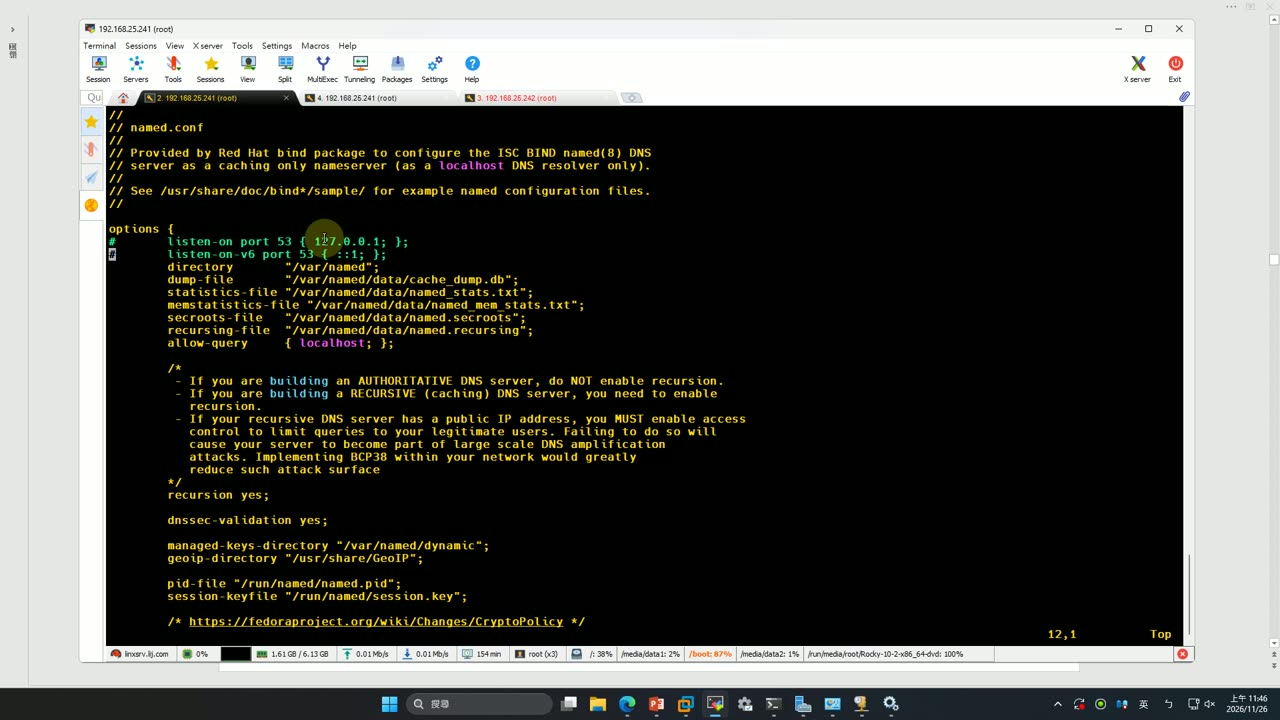 192.168.25.241 (root)
Terminal Sessions View X server Tools Settings Macros Help
Session Servers Tools Sessions View Split MultiExec Tunneling Packages Settings Help X server Exit
Qu 2. 192.168.25.241 (root) 4. 192.168.25.241 (root) 3. 192.168.25.242 (root)
//
// named.conf
//
// Provided by Red Hat bind package to configure the ISC BIND named(8) DNS
// server as a caching only nameserver (as a localhost DNS resolver only).
//
// See /usr/share/doc/bind*/sample/ for example named configuration files.
//
options {
#       listen-on port 53 { 127.0.0.1; };
#       listen-on-v6 port 53 { ::1; };
        directory       "/var/named";
        dump-file       "/var/named/data/cache_dump.db";
        statistics-file "/var/named/data/named_stats.txt";
        memstatistics-file "/var/named/data/named_mem_stats.txt";
        secroots-file   "/var/named/data/named.secroots";
        recursing-file  "/var/named/data/named.recursing";
        allow-query     { localhost; };
        /*
         - If you are building an AUTHORITATIVE DNS server, do NOT enable recursion.
         - If you are building a RECURSIVE (caching) DNS server, you need to enable
           recursion.
         - If your recursive DNS server has a public IP address, you MUST enable access
           control to limit queries to your legitimate users. Failing to do so will
           cause your server to become part of large scale DNS amplification
           attacks. Implementing BCP38 within your network would greatly
           reduce such attack surface
        */
        recursion yes;
        dnssec-validation yes;
        managed-keys-directory "/var/named/dynamic";
        geoip-directory "/usr/share/GeoIP";
        pid-file "/run/named/named.pid";
        session-keyfile "/run/named/session.key";
        /* https://fedoraproject.org/wiki/Changes/CryptoPolicy */
12,1 Top
linxsrv.lij.com 0% 1.61 GB / 6.13 GB 0.01 Mb/s 0.01 Mb/s 154 min root (x3) /: 38% /media/data1: 2% /boot: 87% /media/data2: 1% /run/media/root/Rocky-10-2-x86_64-dvd: 100%
搜尋 英 上午 11:46
2026/11/26